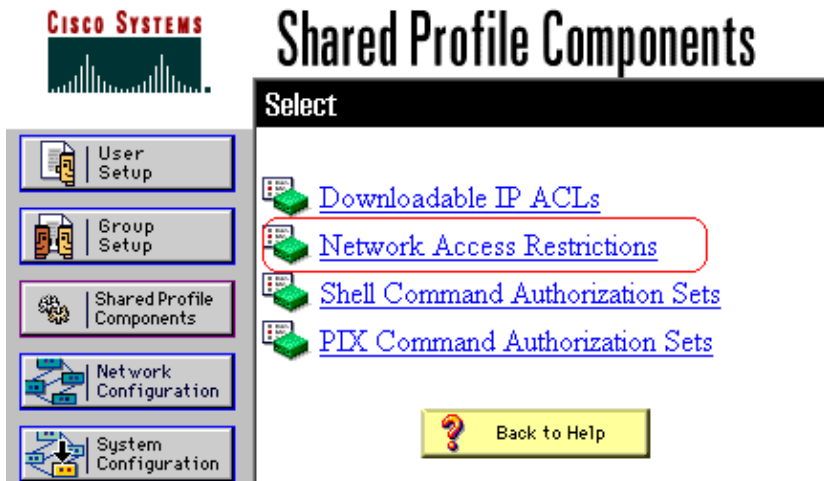 CISCO SYSTEMS
Shared Profile Components
Select
User
Setup
Group
Setup
Shared Profile
Components
Network
Configuration
System
Configuration
Downloadable IP ACLs
Network Access Restrictions
Shell Command Authorization Sets
PIX Command Authorization Sets
Back to Help